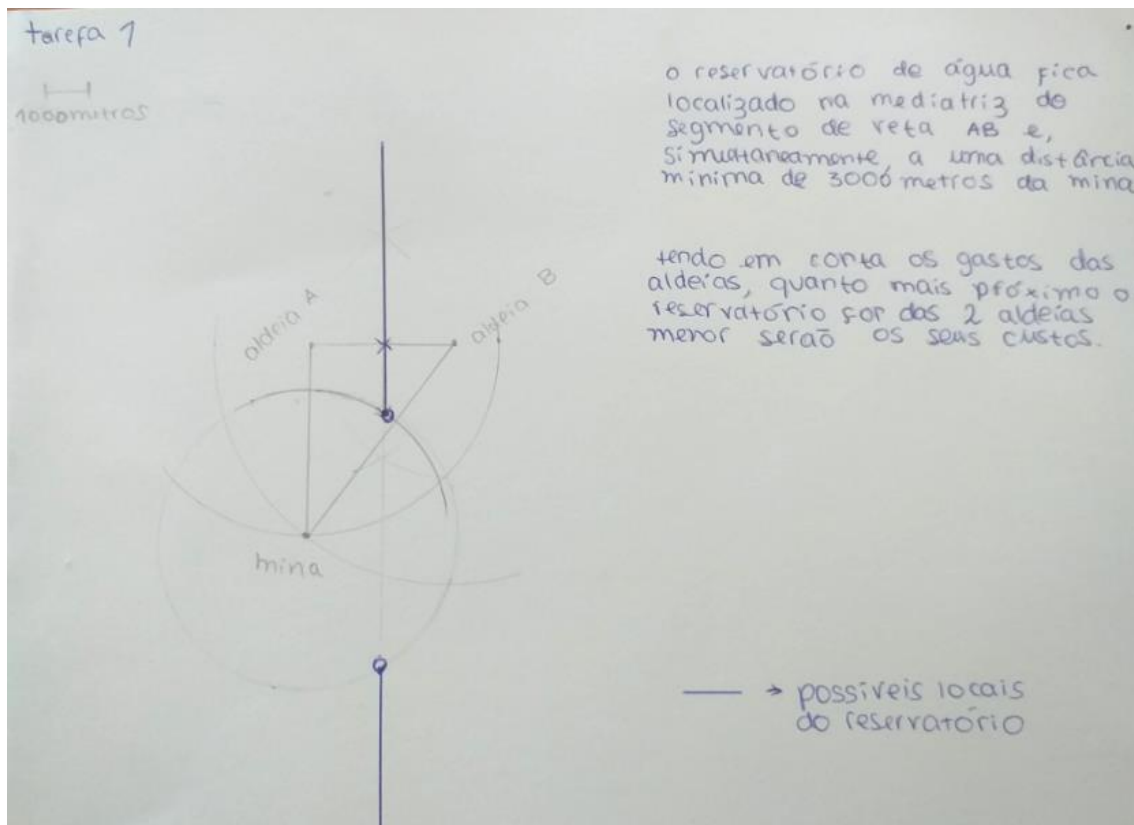 tarefa 1
1000 metros
o reservatório de água fica
localizado na mediatriz do
segmento de reta AB e,
simultaneamente, a uma distância
mínima de 3000 metros da mina
tendo em conta os gastos das
aldeias, quanto mais próximo o
reservatório for das 2 aldeias
menor serão os seus custos.
aldeia A
aldeia B
mina
→ possíveis locais
do reservatório